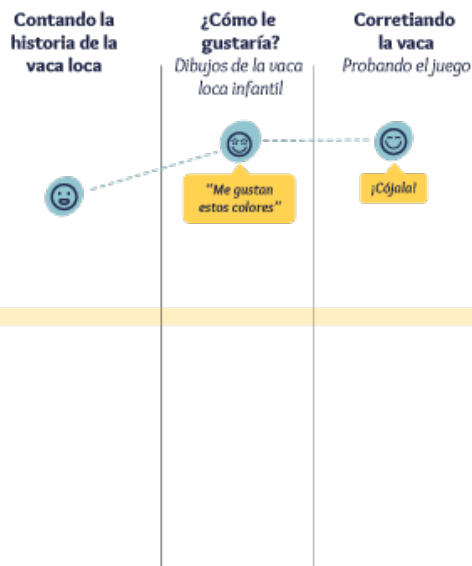 Contando la
historia de la
vaca loca
¿Cómo le
gustaría?
Dibujos de la vaca
loca infantil
Corretiando
la vaca
Probando el juego
"Me gustan
estos colores"
¡Cójala!